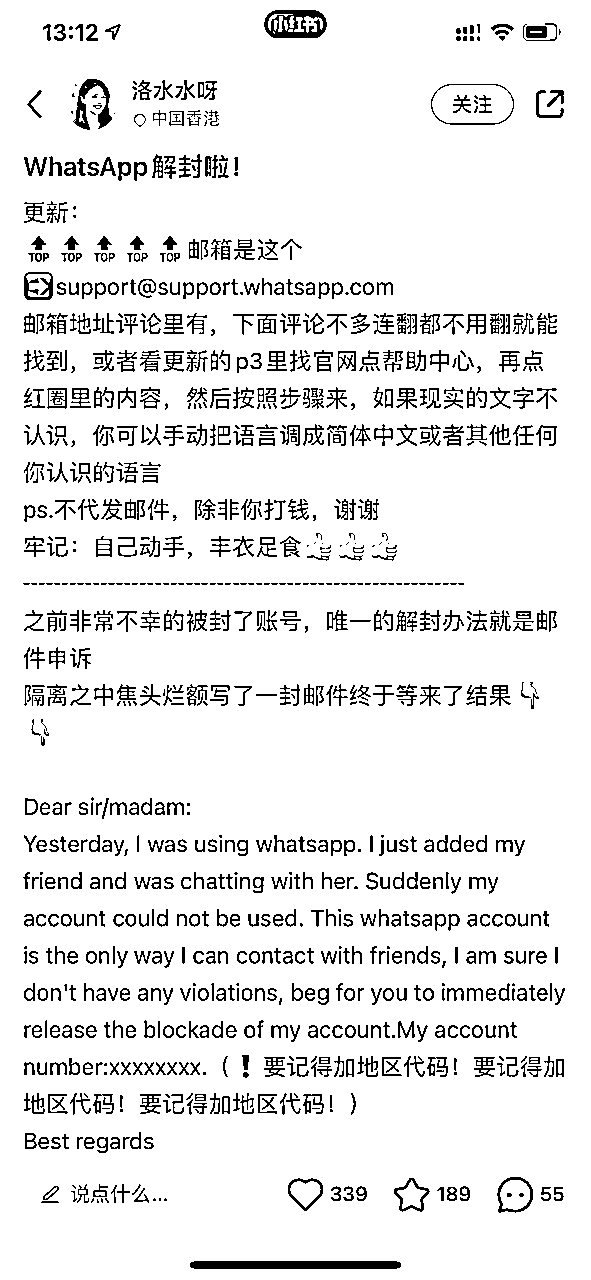 13:12
小红书
洛水水呀
中国香港
关注
WhatsApp解封啦！
更新：
TOP TOP TOP TOP TOP 邮箱是这个
support@support.whatsapp.com
邮箱地址评论里有，下面评论不多连翻都不用翻就能
找到，或者看更新的p3里找官网点帮助中心，再点
红圈里的内容，然后按照步骤来，如果现实的文字不
认识，你可以手动把语言调成简体中文或者其他任何
你认识的语言
ps.不代发邮件，除非你打钱，谢谢
牢记：自己动手，丰衣足食👍👍👍
-----------------------------------------------------------
之前非常不幸的被封了账号，唯一的解封办法就是邮
件申诉
隔离之中焦头烂额写了一封邮件终于等来了结果👇
👇
Dear sir/madam:
Yesterday, I was using whatsapp. I just added my
friend and was chatting with her. Suddenly my
account could not be used. This whatsapp account
is the only way I can contact with friends, I am sure I
don't have any violations, beg for you to immediately
release the blockade of my account.My account
number:xxxxxxxx.（❗要记得加地区代码！要记得加
地区代码！要记得加地区代码！）
Best regards
说点什么... 339 189 55